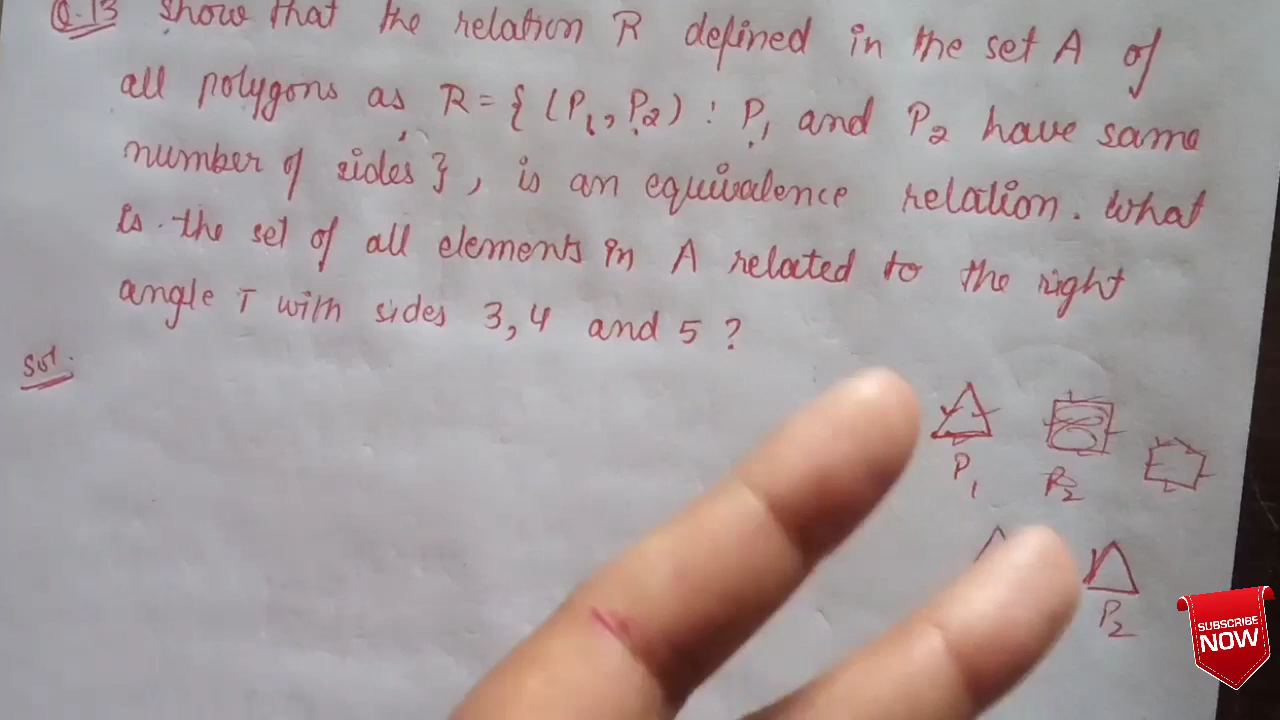 Q.13 Show that the relation R defined in the set A of
all polygons as R = { (P1, P2) : P1 and P2 have same
number of sides }, is an equivalence relation. What
is the set of all elements in A related to the right
angle T with sides 3, 4 and 5 ?
Sol.
P1 P2
P2
SUBSCRIBE
NOW